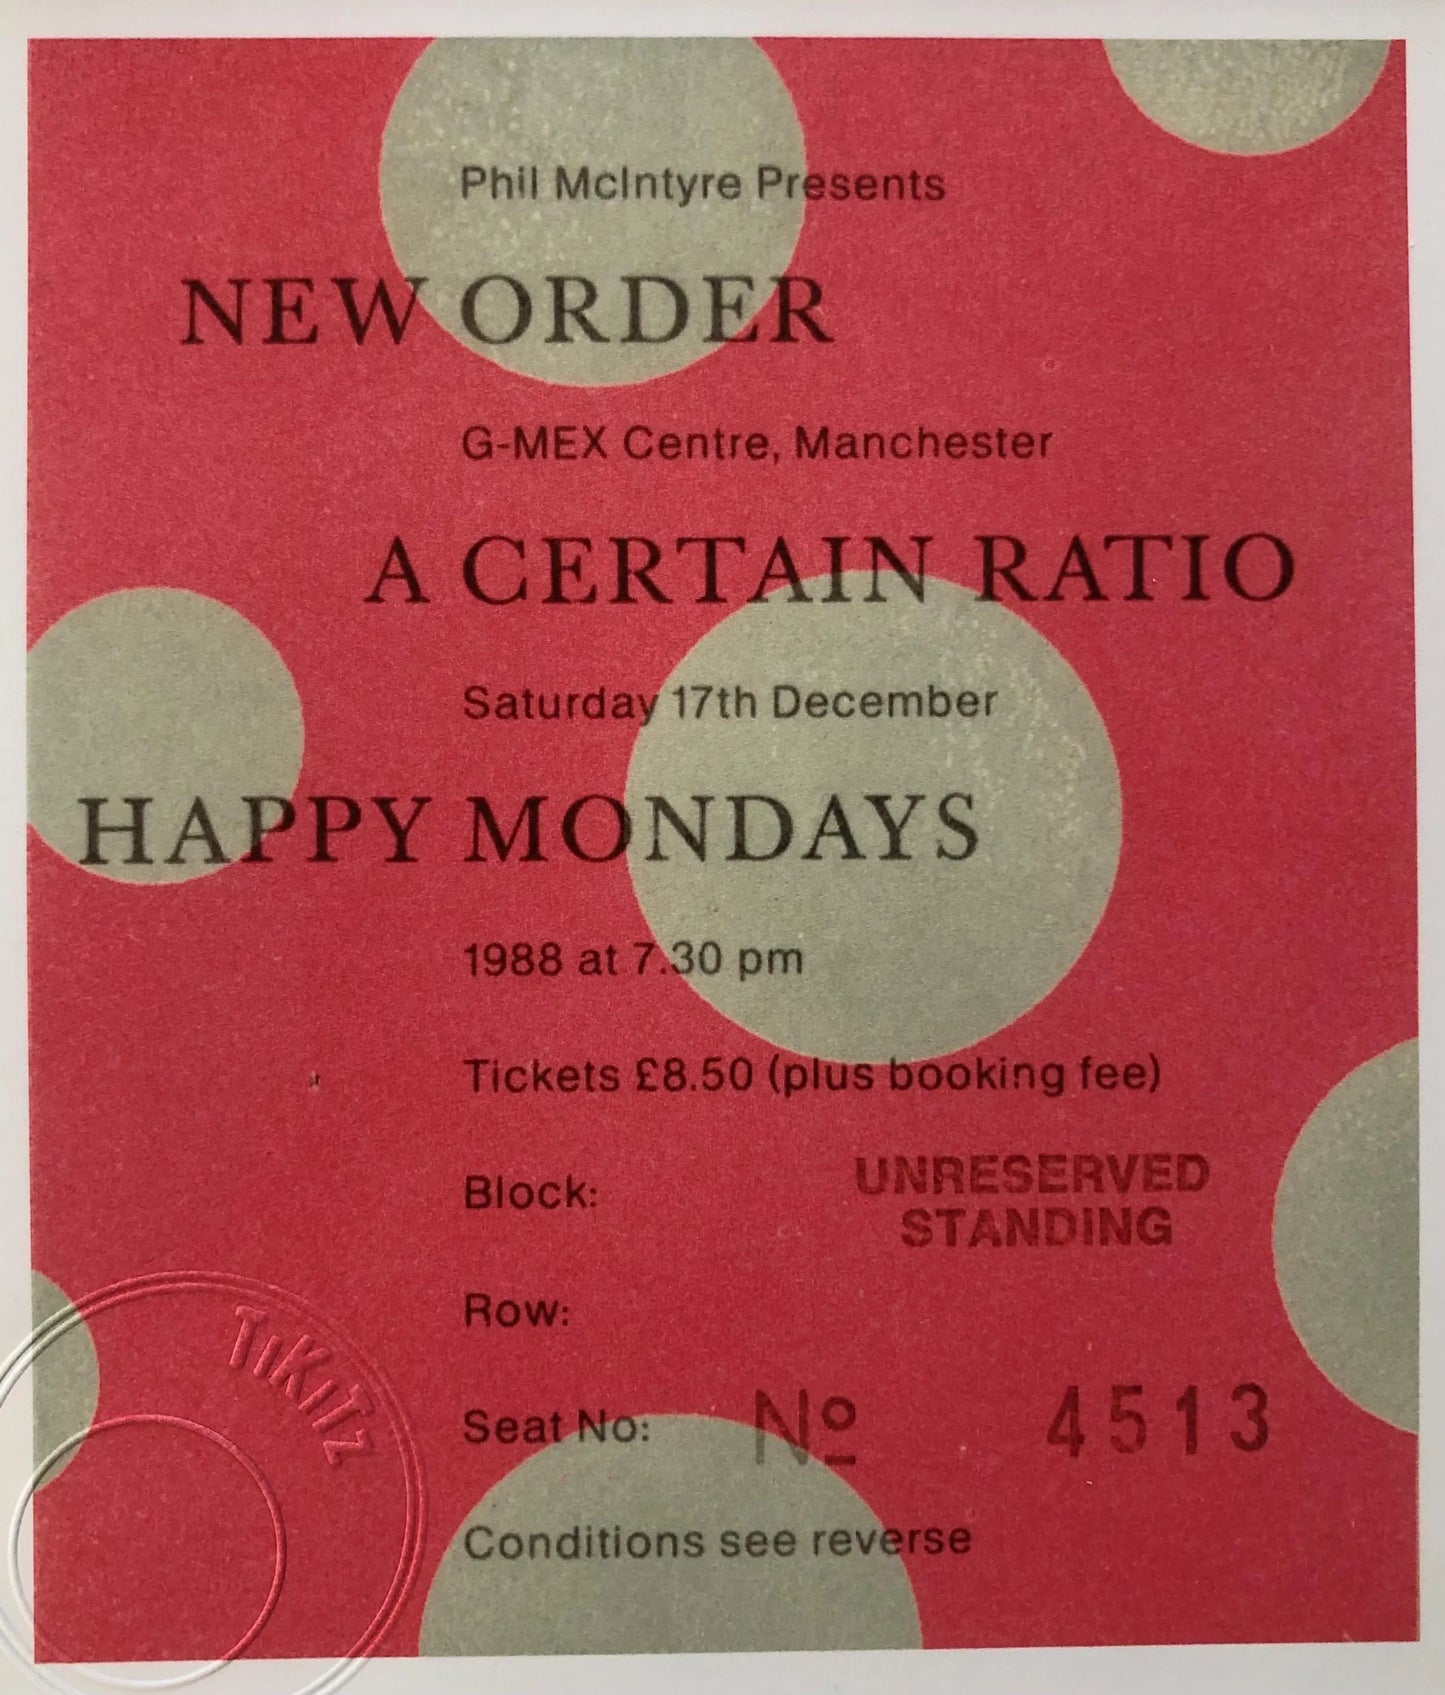 Phil McIntyre Presents
NEW ORDER
G-MEX Centre, Manchester
A CERTAIN RATIO
Saturday 17th December
HAPPY MONDAYS
1988 at 7.30 pm
Tickets £8.50 (plus booking fee)
Block:
UNRESERVED
STANDING
Row:
Seat No: Nº 4513
Conditions see reverse
TiKiTz